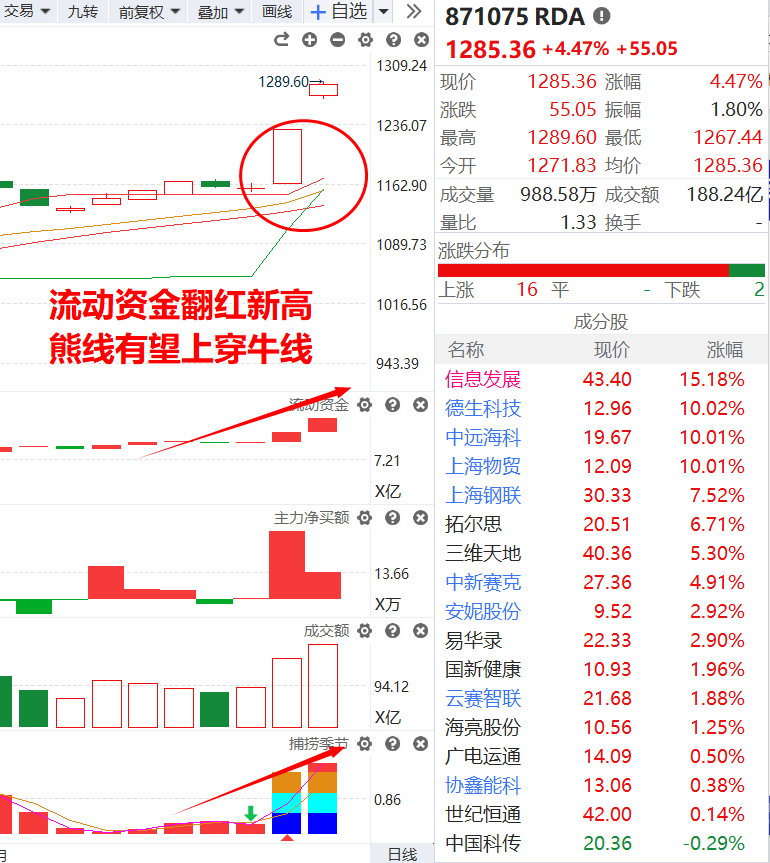 交易 九转 前复权 叠加 画线 + 自选
1309.24
1289.60
1236.07
1162.90
1089.73
1016.56
943.39
流动资金翻红新高
熊线有望上穿牛线
流动资金
7.21
X亿
主力净买额
13.66
X万
成交额
94.12
X亿
捕捞季节
0.86
月
日线
871075 RDA
1285.36 +4.47% +55.05
现价 1285.36 涨幅 4.47%
涨跌 55.05 振幅 1.80%
最高 1289.60 最低 1267.44
今开 1271.83 均价 1285.36
成交量 988.58万 成交额 188.24亿
量比 1.33 换手 -
涨跌分布
上涨 16 平 - 下跌 2
成分股
名称 现价 涨幅
信息发展 43.40 15.18%
德生科技 12.96 10.02%
中远海科 19.67 10.01%
上海物贸 12.09 10.01%
上海钢联 30.33 7.52%
拓尔思 20.51 6.71%
三维天地 40.36 5.30%
中新赛克 27.36 4.91%
安妮股份 9.52 2.92%
易华录 22.33 2.90%
国新健康 10.93 1.96%
云赛智联 21.68 1.88%
海亮股份 10.56 1.25%
广电运通 14.09 0.50%
协鑫能科 13.06 0.38%
世纪恒通 42.00 0.14%
中国科传 20.36 -0.29%